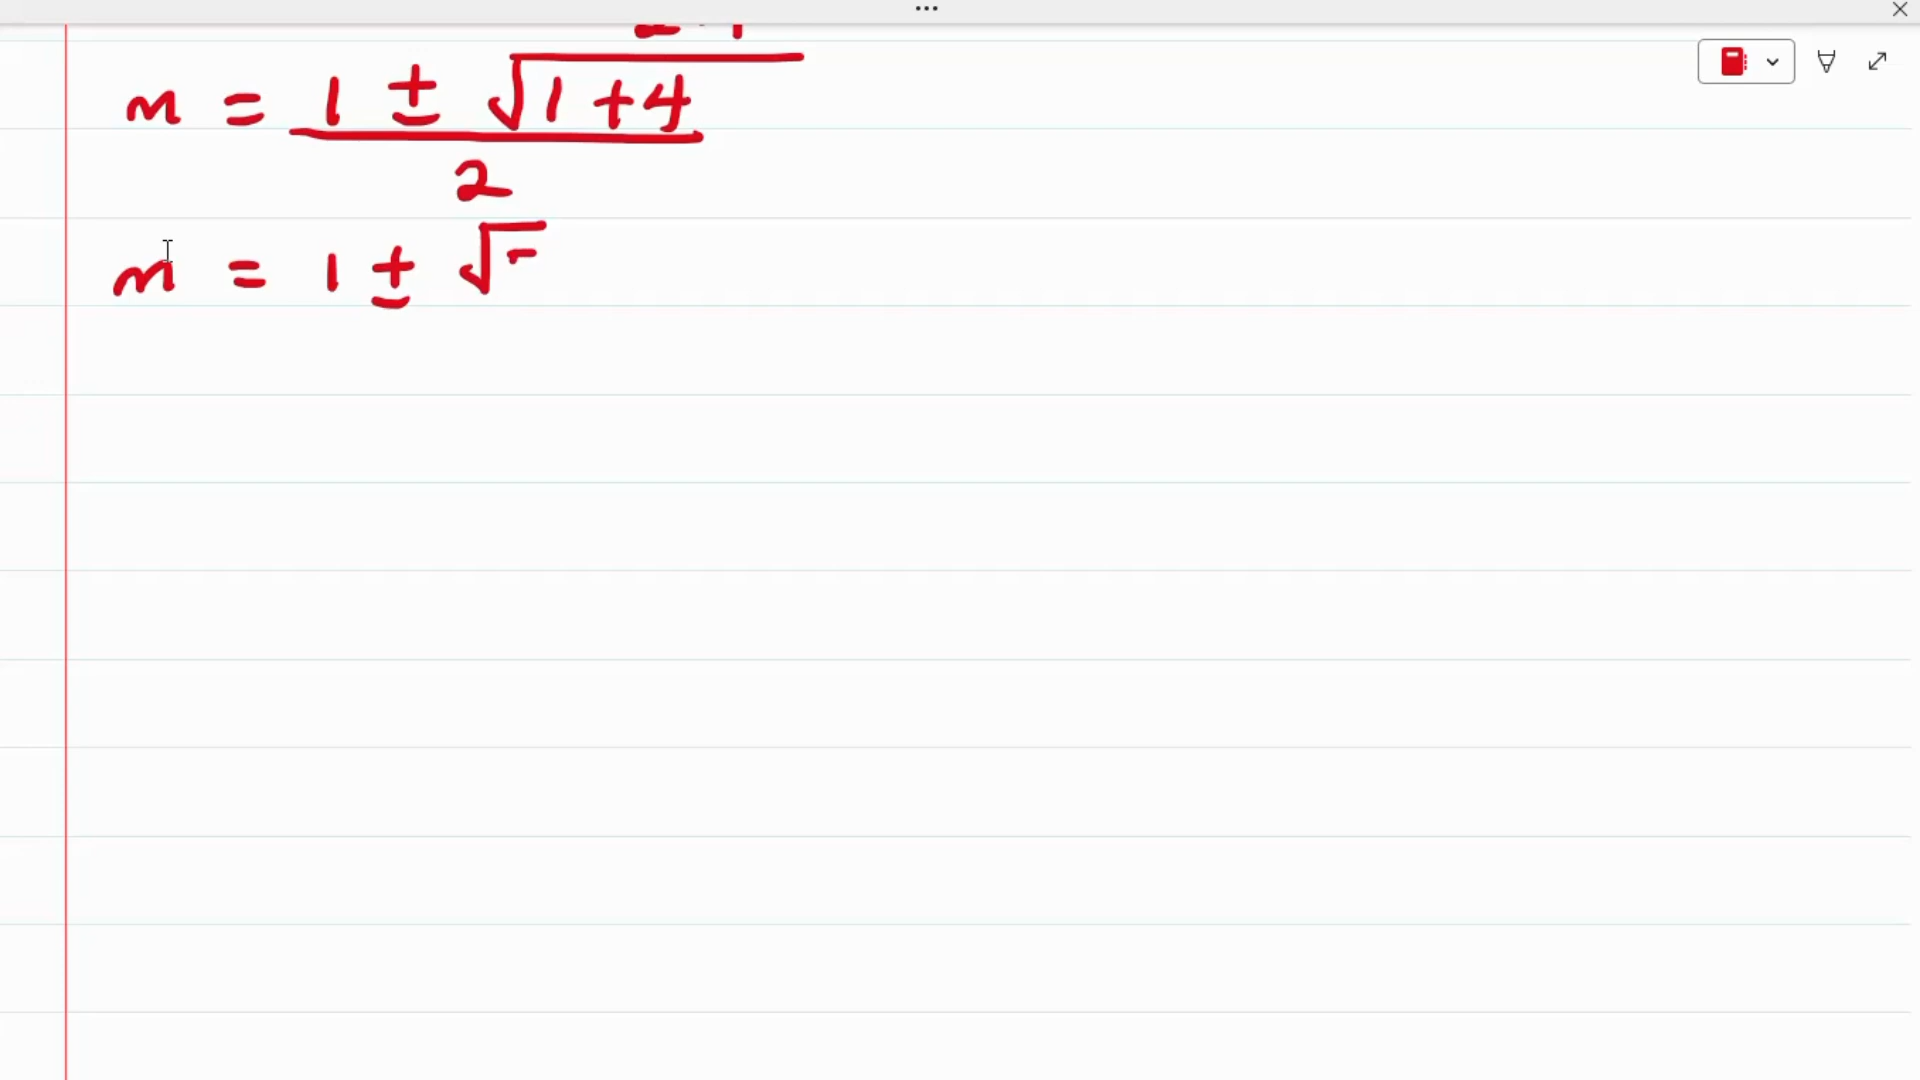 m = 1 ± √1 + 4
2
m = 1 ± √